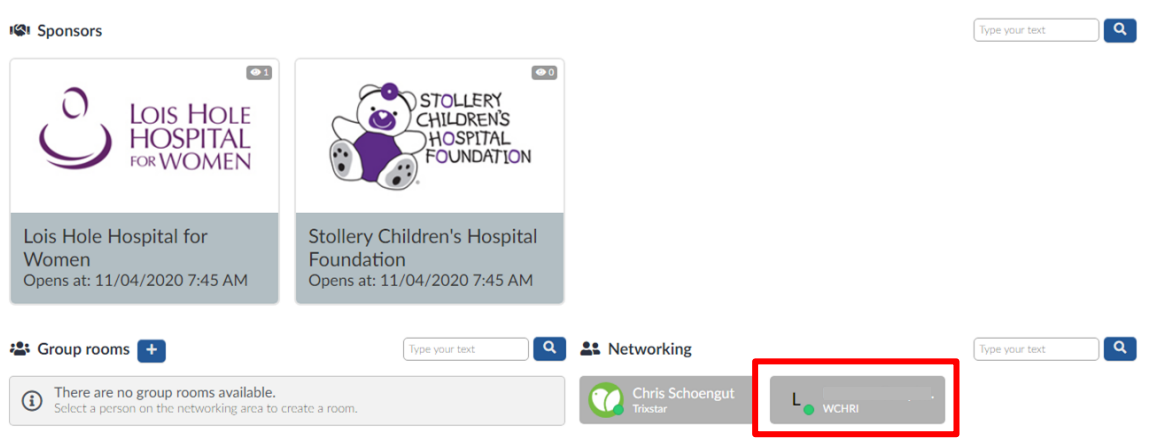 Sponsors
Type your text
1
0
LOIS HOLE
HOSPITAL
FOR WOMEN
STOLLERY
CHILDREN'S
HOSPITAL
FOUNDATION
Lois Hole Hospital for
Women
Opens at: 11/04/2020 7:45 AM
Stollery Children's Hospital
Foundation
Opens at: 11/04/2020 7:45 AM
Group rooms +
Type your text
Networking
Type your text
There are no group rooms available.
Select a person on the networking area to create a room.
Chris Schoengut
Trixstar
L
WCHRI